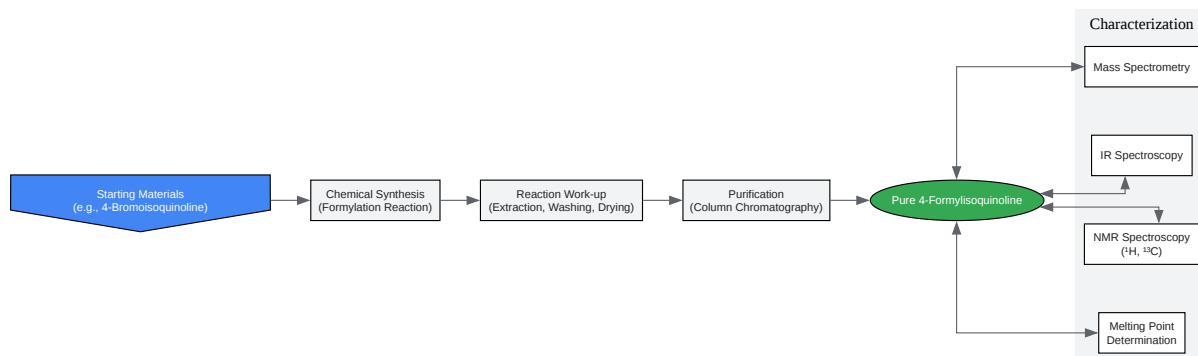 Characterization
Mass Spectrometry
IR Spectroscopy
Starting Materials
(e.g., 4-Bromoisoquinoline)
Chemical Synthesis
(Formylation Reaction)
Reaction Work-up
(Extraction, Washing, Drying)
Purification
(Column Chromatography)
Pure 4-Formylisoquinoline
NMR Spectroscopy
(¹H, ¹³C)
Melting Point
Determination